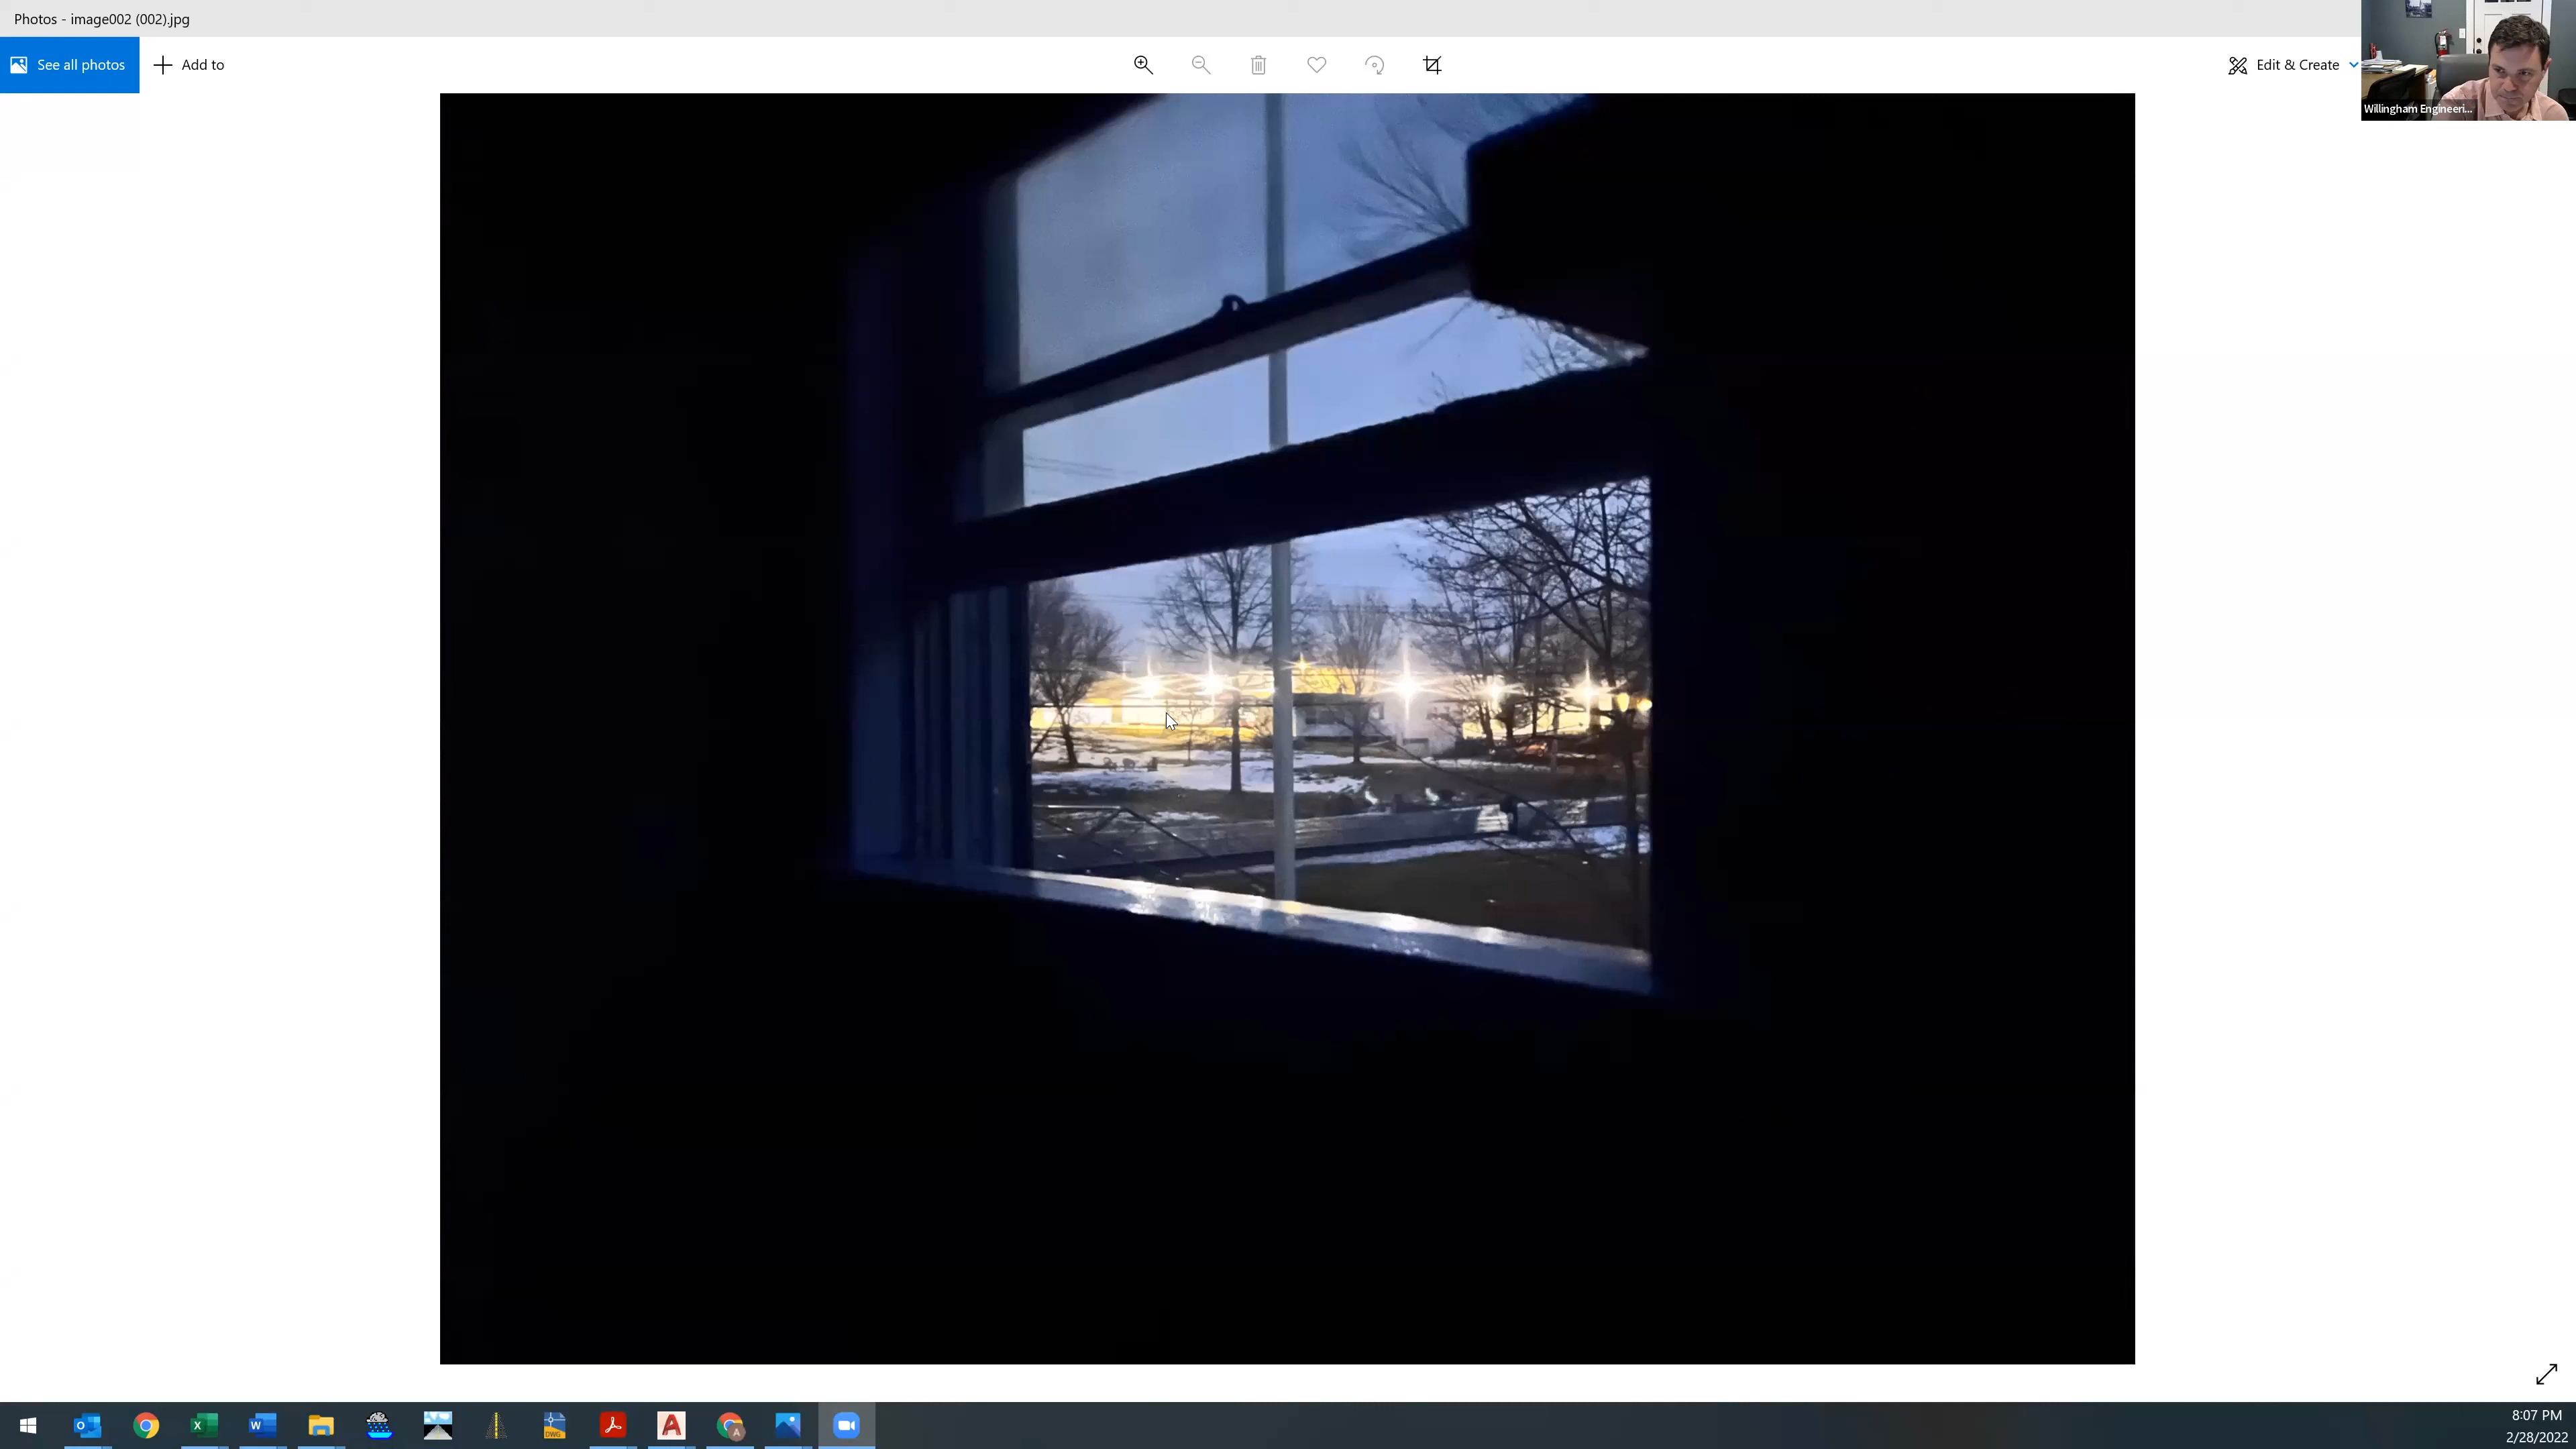 Photos - image002 (002).jpg
See all photos
Add to
Edit & Create
Willingham Engineeri...
DWG
A
8:07 PM
2/28/2022